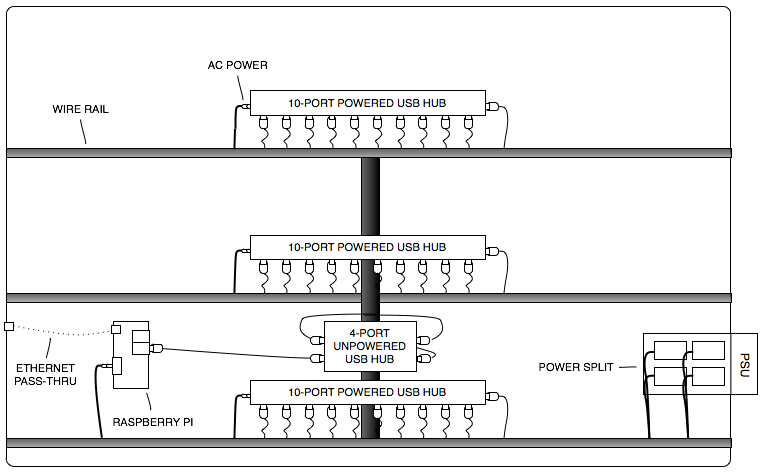 AC POWER
10-PORT POWERED USB HUB
WIRE RAIL
10-PORT POWERED USB HUB
4-PORT
UNPOWERED
USB HUB
ETHERNET
PASS-THRU
POWER SPLIT
PSU
10-PORT POWERED USB HUB
RASPBERRY PI